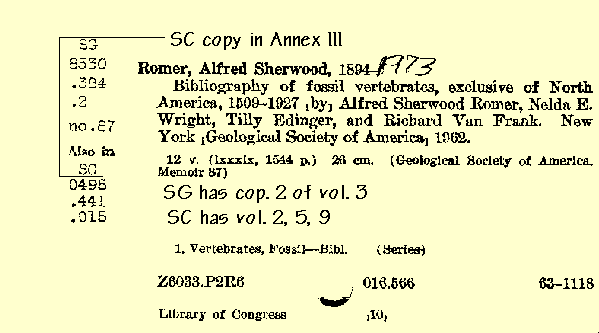 SG
8530
.394
.2
no.87
Also in
SC
0495
.441
.015
SC copy in Annex III
Romer, Alfred Sherwood, 1894-1973
Bibliography of fossil vertebrates, exclusive of North
America, 1509-1927 [by] Alfred Sherwood Romer, Nelda E.
Wright, Tilly Edinger, and Richard Van Frank. New
York [Geological Society of America] 1962.
12 v. (lxxxix, 1544 p.) 26 cm. (Geological Society of America.
Memoir 87)
SG has cop. 2 of vol. 3
SC has vol. 2, 5, 9
1. Vertebrates, Fossil—Bibl. (Series)
Z6033.P2R6 016.566 63-1118
Library of Congress [10]